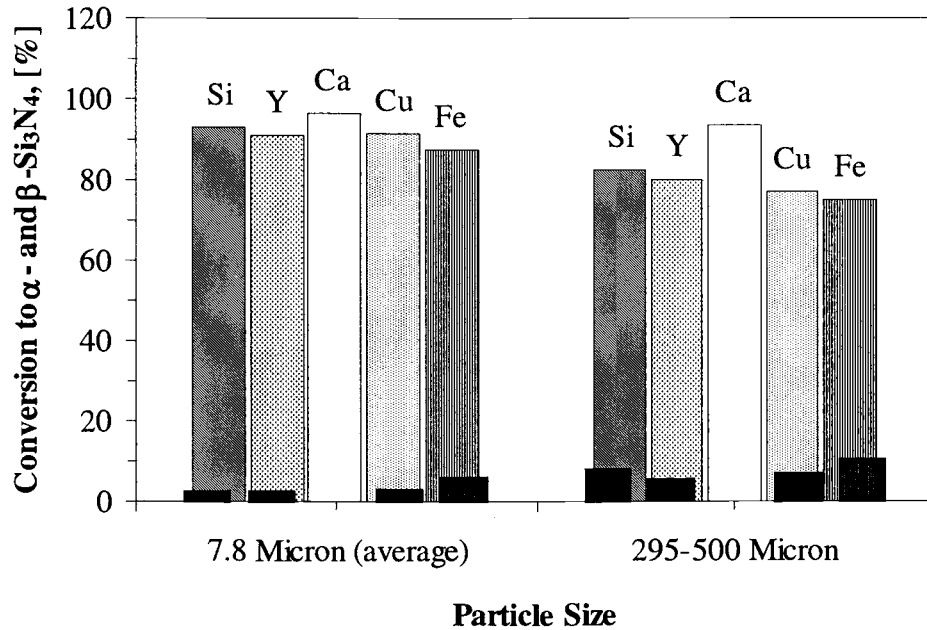 120
100
80
60
40
20
0
Conversion to α- and β-Si₃N₄, [%]
Si
Y
Ca
Cu
Fe
Si
Y
Ca
Cu
Fe
7.8 Micron (average)
295-500 Micron
Particle Size